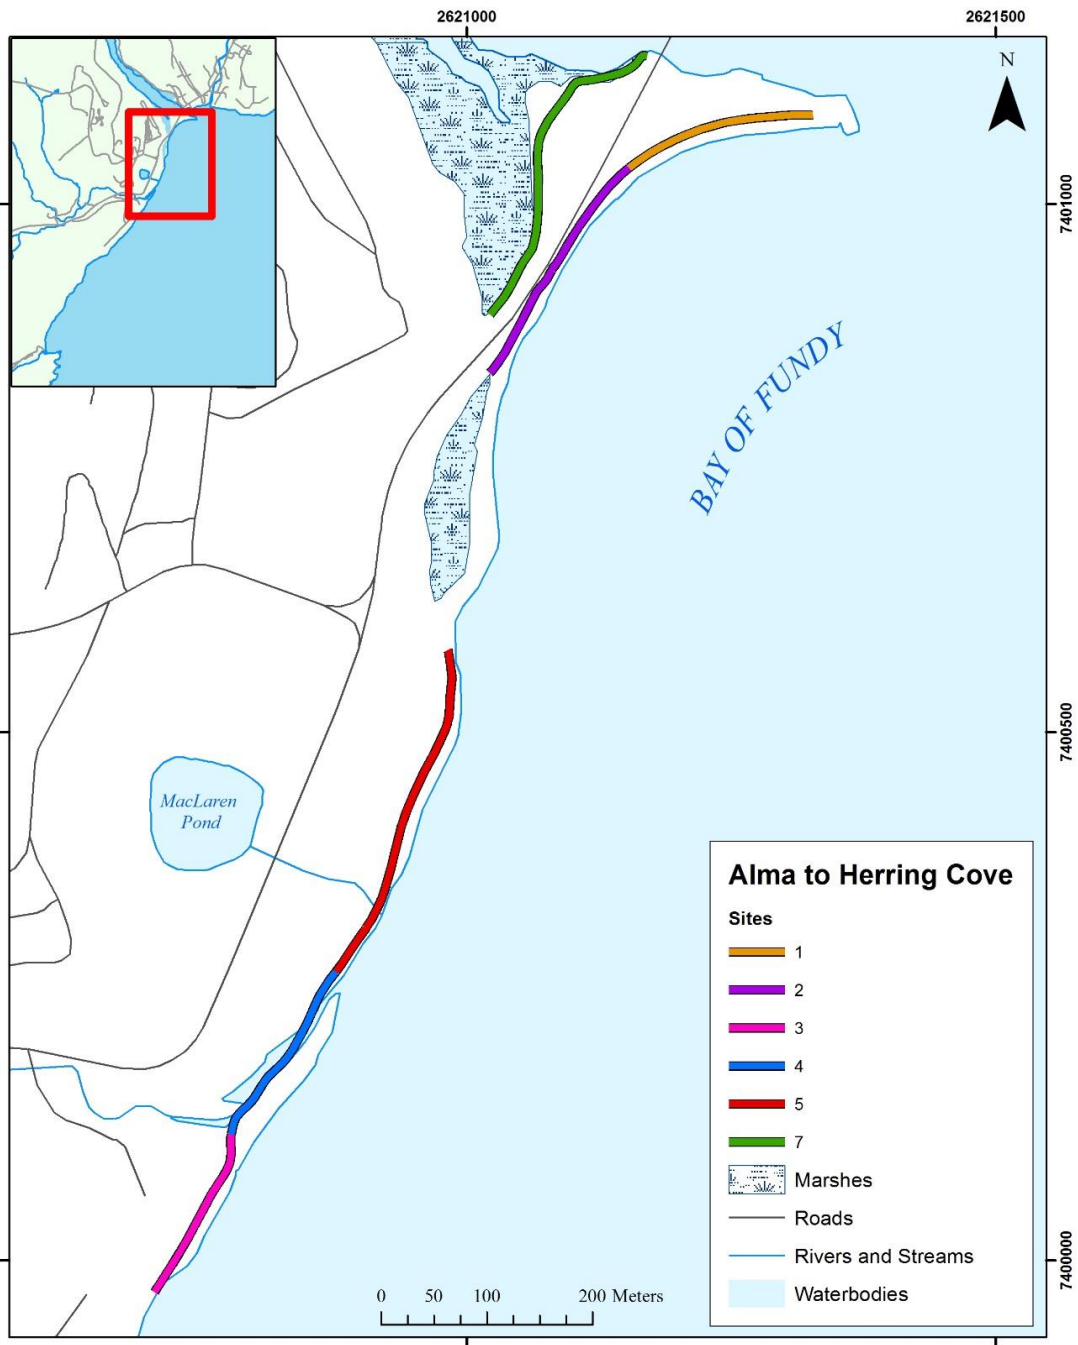 2621000
2621500
N
7401000
BAY OF FUNDY
7400500
MacLaren
Pond
Alma to Herring Cove
Sites
1
2
3
4
5
7
Marshes
Roads
Rivers and Streams
Waterbodies
7400000
0 50 100 200 Meters